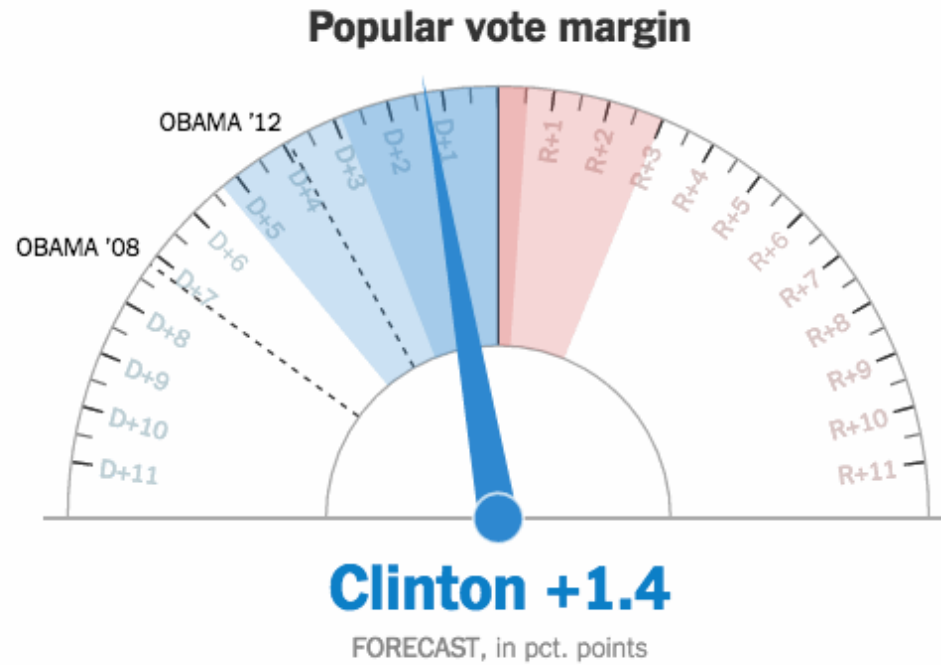 Popular vote margin
OBAMA '12
OBAMA '08
D+11
D+10
D+9
D+8
D+7
D+6
D+5
D+4
D+3
D+2
D+1
R+1
R+2
R+3
R+4
R+5
R+6
R+7
R+8
R+9
R+10
R+11
Clinton +1.4
FORECAST, in pct. points